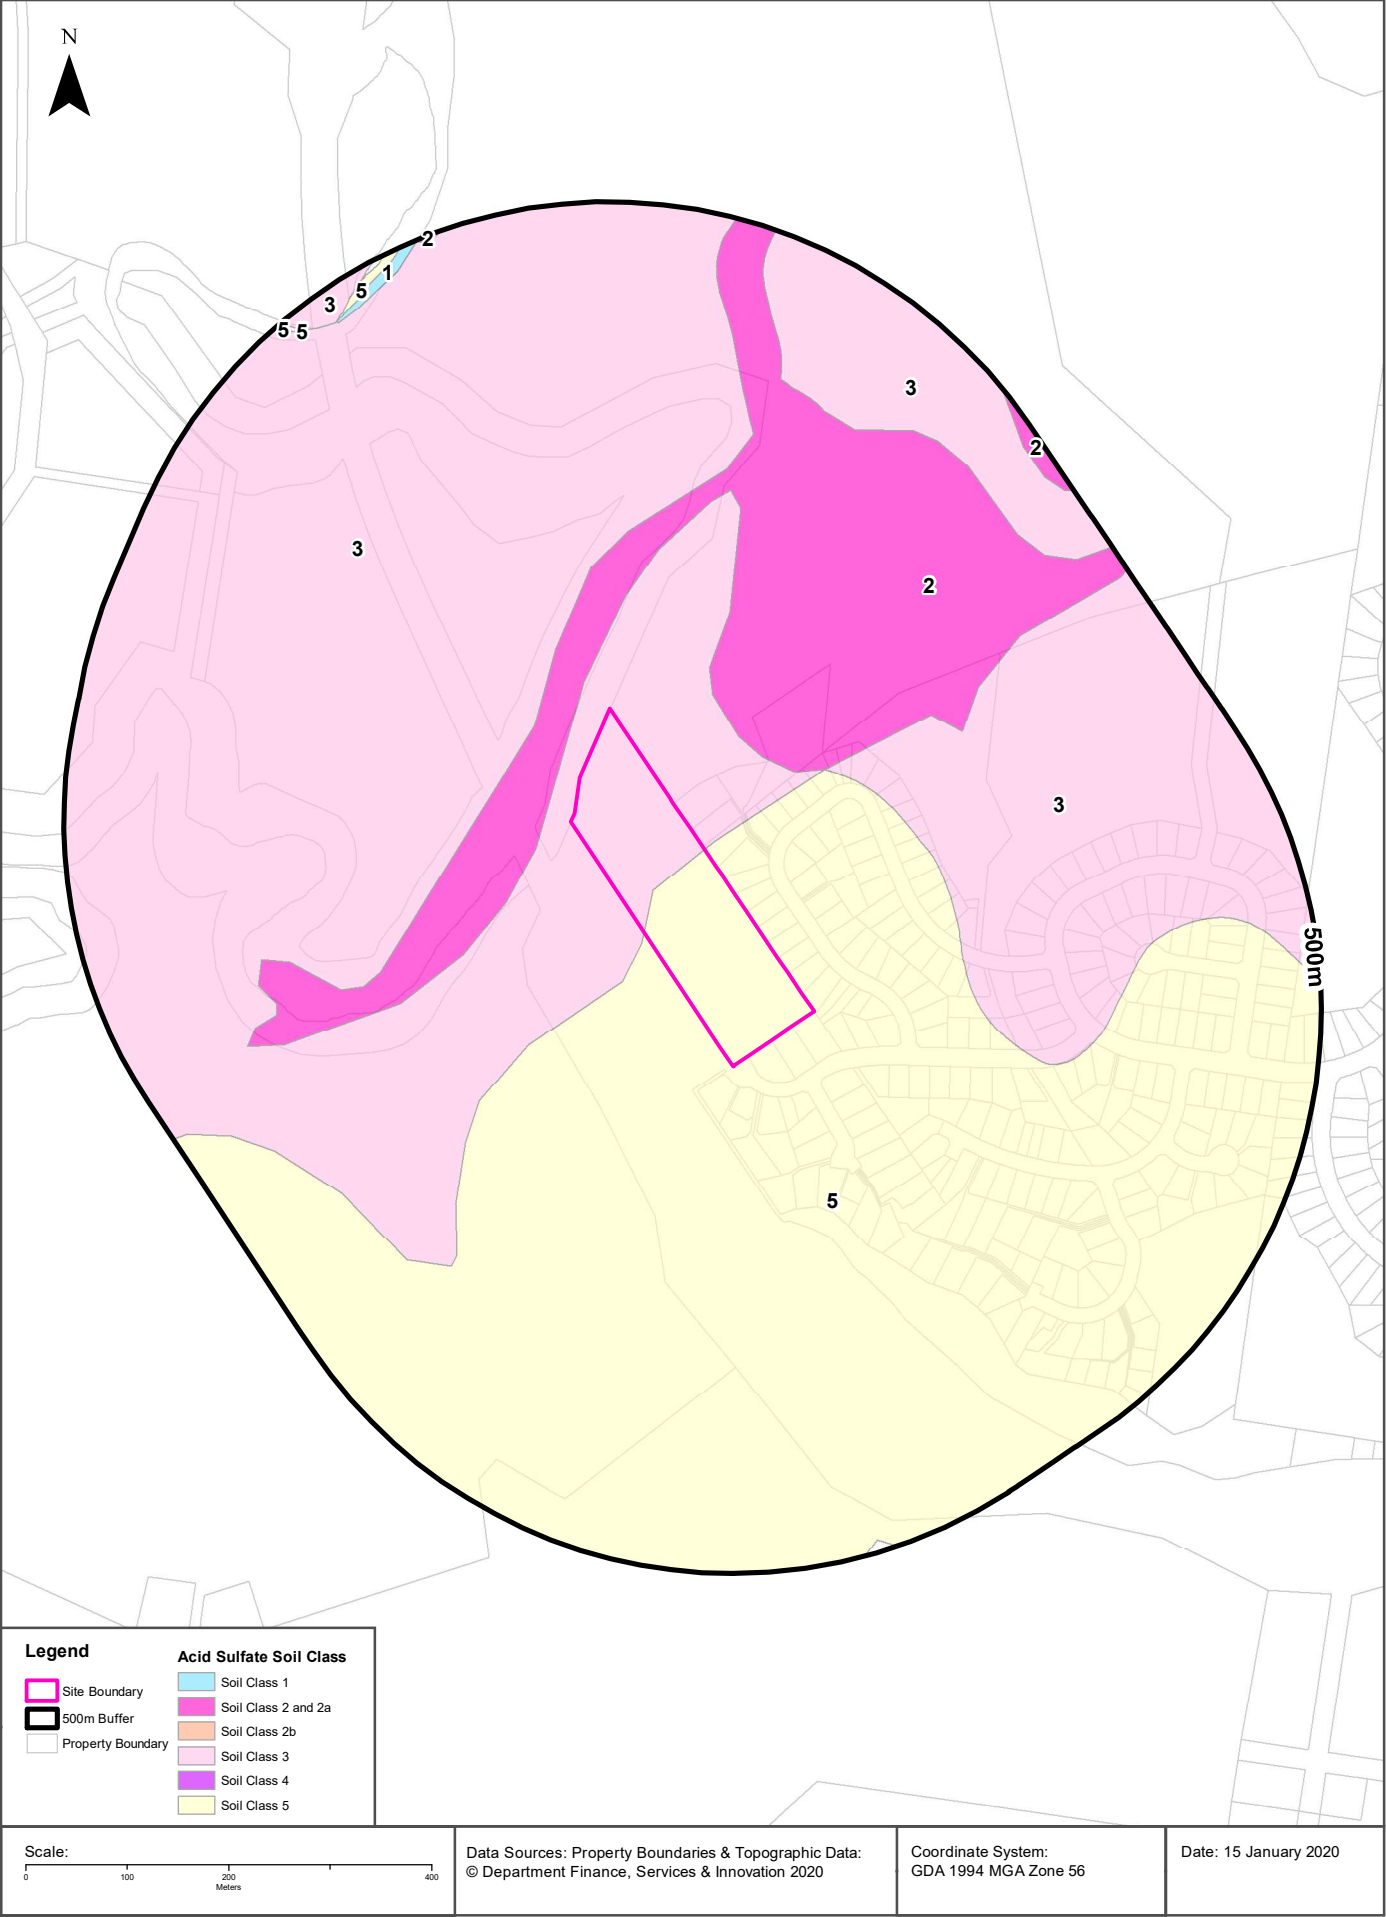 N
2
1
5
3
5 5
3
2
3
2
3
500m
5
Legend
Site Boundary
500m Buffer
Property Boundary
Acid Sulfate Soil Class
Soil Class 1
Soil Class 2 and 2a
Soil Class 2b
Soil Class 3
Soil Class 4
Soil Class 5
Scale:
0 100 200 400
Meters
Data Sources: Property Boundaries & Topographic Data:
© Department Finance, Services & Innovation 2020
Coordinate System:
GDA 1994 MGA Zone 56
Date: 15 January 2020